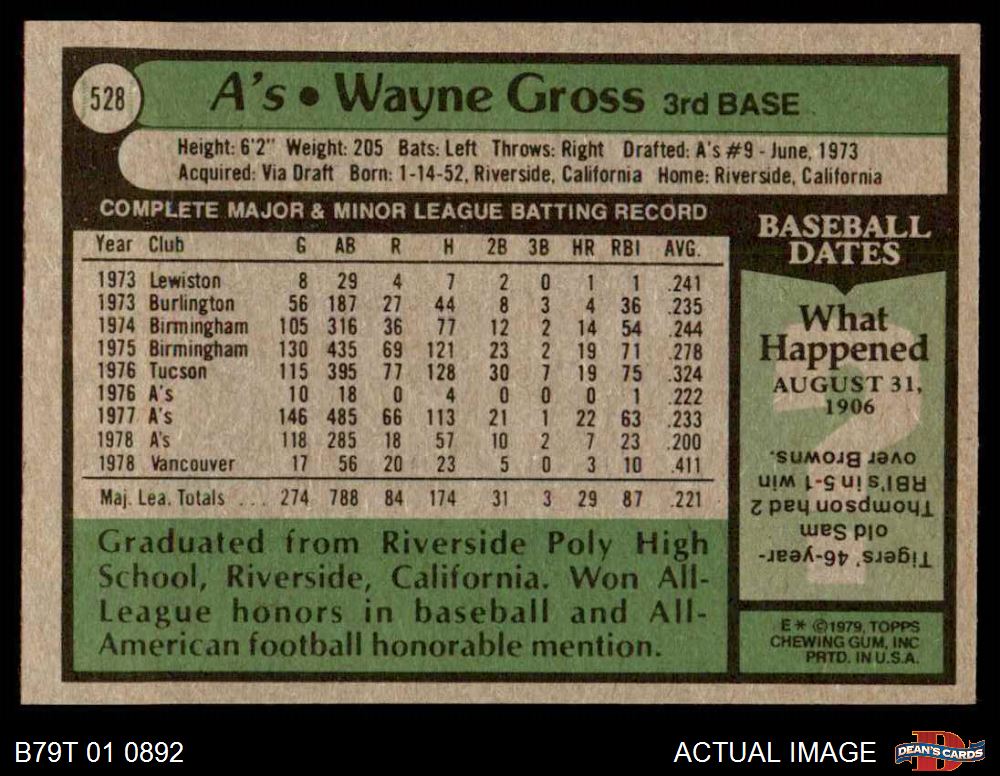 528
A's • Wayne Gross 3rd BASE
Height: 6'2" Weight: 205 Bats: Left Throws: Right Drafted: A's #9 - June, 1973
Acquired: Via Draft Born: 1-14-52, Riverside, California Home: Riverside, California
COMPLETE MAJOR & MINOR LEAGUE BATTING RECORD
Year Club G AB R H 2B 3B HR RBI AVG.
1973 Lewiston 8 29 4 7 2 0 1 1 .241
1973 Burlington 56 187 27 44 8 3 4 36 .235
1974 Birmingham 105 316 36 77 12 2 14 54 .244
1975 Birmingham 130 435 69 121 23 2 19 71 .278
1976 Tucson 115 395 77 128 30 7 19 75 .324
1976 A's 10 18 0 4 0 0 0 1 .222
1977 A's 146 485 66 113 21 1 22 63 .233
1978 A's 118 285 18 57 10 2 7 23 .200
1978 Vancouver 17 56 20 23 5 0 3 10 .411
Maj. Lea. Totals ... 274 788 84 174 31 3 29 87 .221
Graduated from Riverside Poly High
School, Riverside, California. Won All-
League honors in baseball and All-
American football honorable mention.
BASEBALL
DATES
What
Happened
AUGUST 31,
1906
Tigers' 46-year-
old Sam
Thompson had 2
RBI's in 5-1 win
over Browns.
E* ©1979, TOPPS
CHEWING GUM, INC
PRTD. IN U.S.A.
B79T 01 0892
ACTUAL IMAGE
DEAN'S CARDS